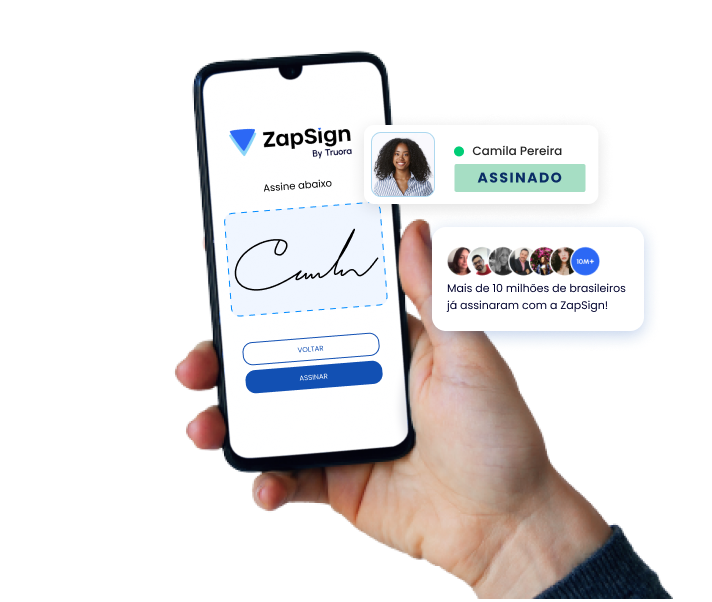 ZapSign
By Truora
Assine abaixo
VOLTAR
ASSINAR
Camila Pereira
ASSINADO
10M+
Mais de 10 milhões de brasileiros
já assinaram com a ZapSign!